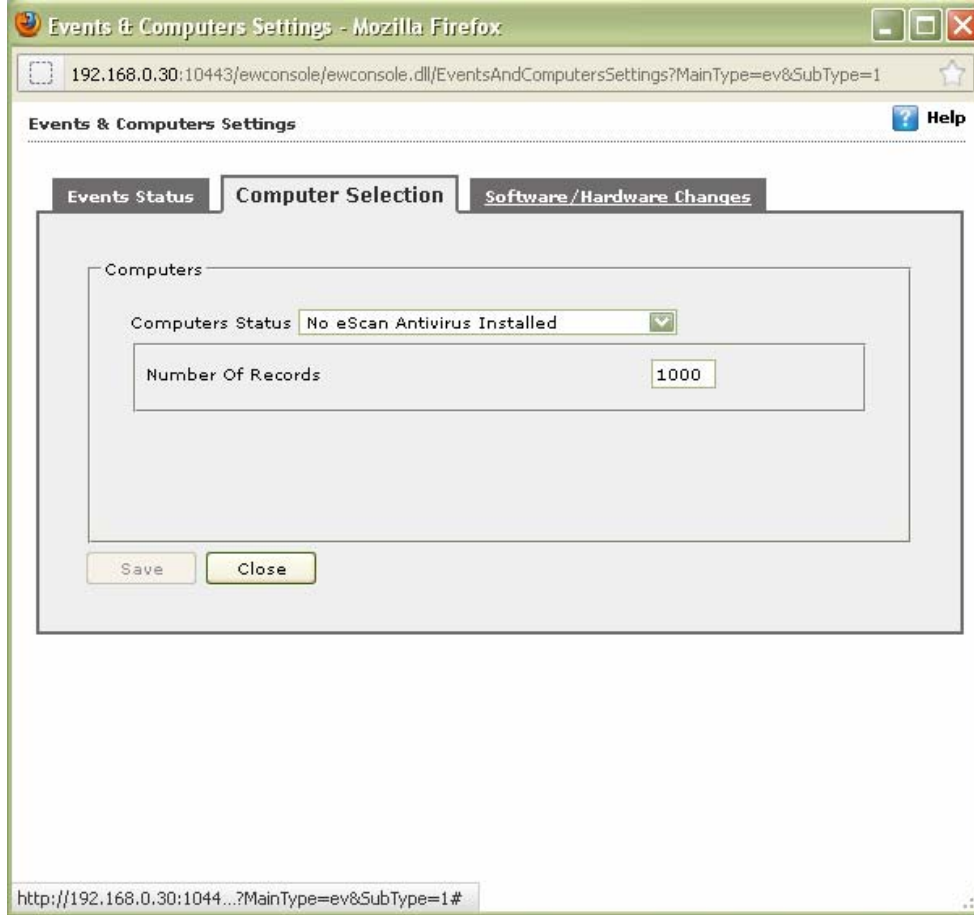 Events & Computers Settings - Mozilla Firefox
192.168.0.30:10443/ewconsole/ewconsole.dll/EventsAndComputersSettings?MainType=ev&SubType=1
Events & Computers Settings
? Help
Events Status
Computer Selection
Software/Hardware Changes
Computers
Computers Status No eScan Antivirus Installed
Number Of Records 1000
Save Close
http://192.168.0.30:1044...?MainType=ev&SubType=1#